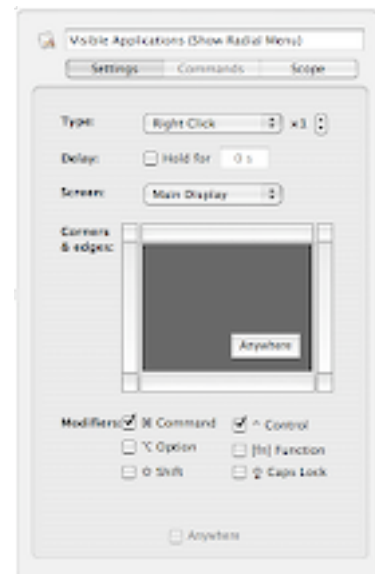 Visible Applications (Show Radial Menu)
Settings Commands Scope
Type: Right Click ×1
Delay: Hold for 0 s
Screen: Main Display
Corners
& edges:
Anywhere
Modifiers: ⌘ Command ^ Control
⌥ Option [fn] Function
⇧ Shift ⇪ Caps Lock
Anywhere